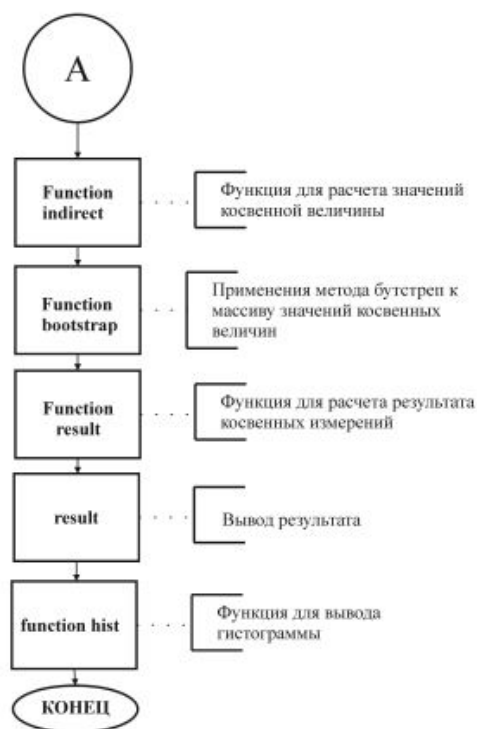 A
Function
indirect
Функция для расчета значений
косвенной величины
Function
bootstrap
Применения метода бутстреп к
массиву значений косвенных
величин
Function
result
Функция для расчета результата
косвенных измерений
result
Вывод результата
function hist
Функция для вывода
гистограммы
КОНЕЦ